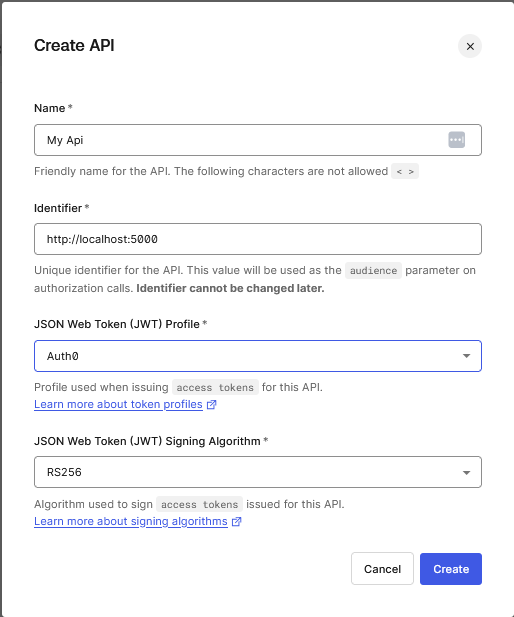 Create API
Name *
My Api
Friendly name for the API. The following characters are not allowed < >
Identifier *
http://localhost:5000
Unique identifier for the API. This value will be used as the audience parameter on
authorization calls. Identifier cannot be changed later.
JSON Web Token (JWT) Profile *
Auth0
Profile used when issuing access tokens for this API.
Learn more about token profiles
JSON Web Token (JWT) Signing Algorithm *
RS256
Algorithm used to sign access tokens issued for this API.
Learn more about signing algorithms
Cancel Create